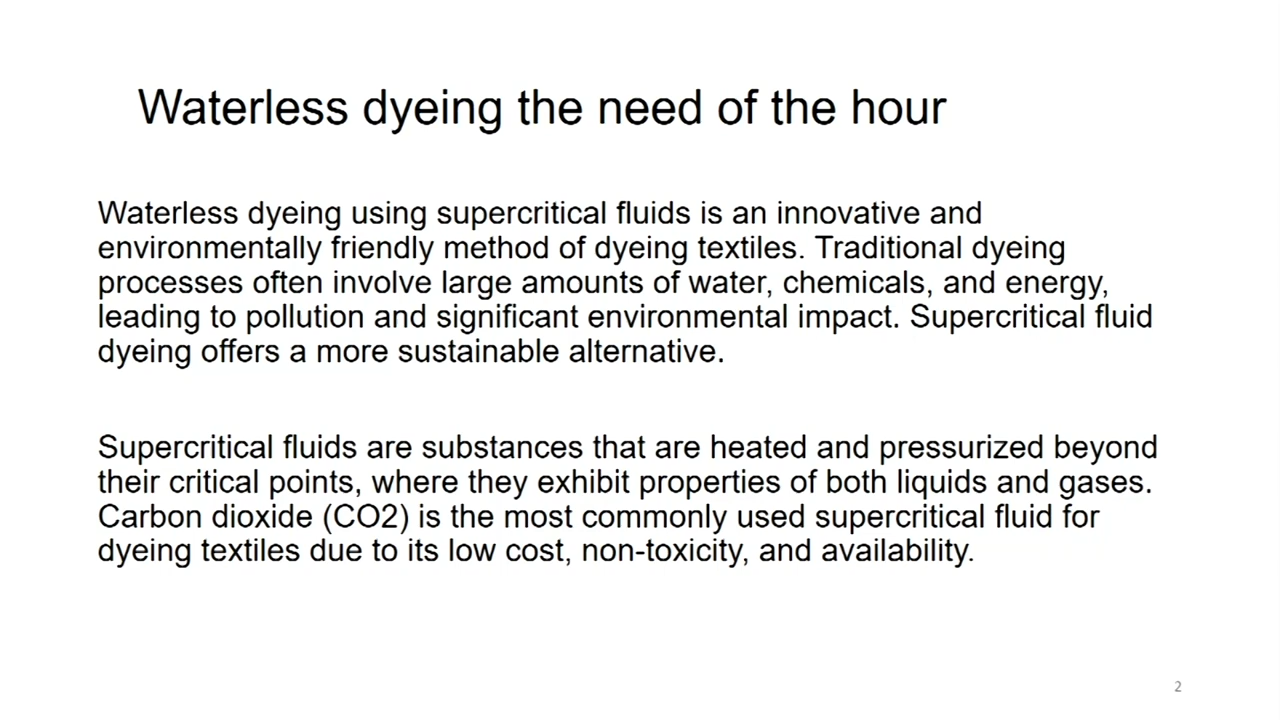 Waterless dyeing the need of the hour
Waterless dyeing using supercritical fluids is an innovative and
environmentally friendly method of dyeing textiles. Traditional dyeing
processes often involve large amounts of water, chemicals, and energy,
leading to pollution and significant environmental impact. Supercritical fluid
dyeing offers a more sustainable alternative.
Supercritical fluids are substances that are heated and pressurized beyond
their critical points, where they exhibit properties of both liquids and gases.
Carbon dioxide (CO2) is the most commonly used supercritical fluid for
dyeing textiles due to its low cost, non-toxicity, and availability.
2